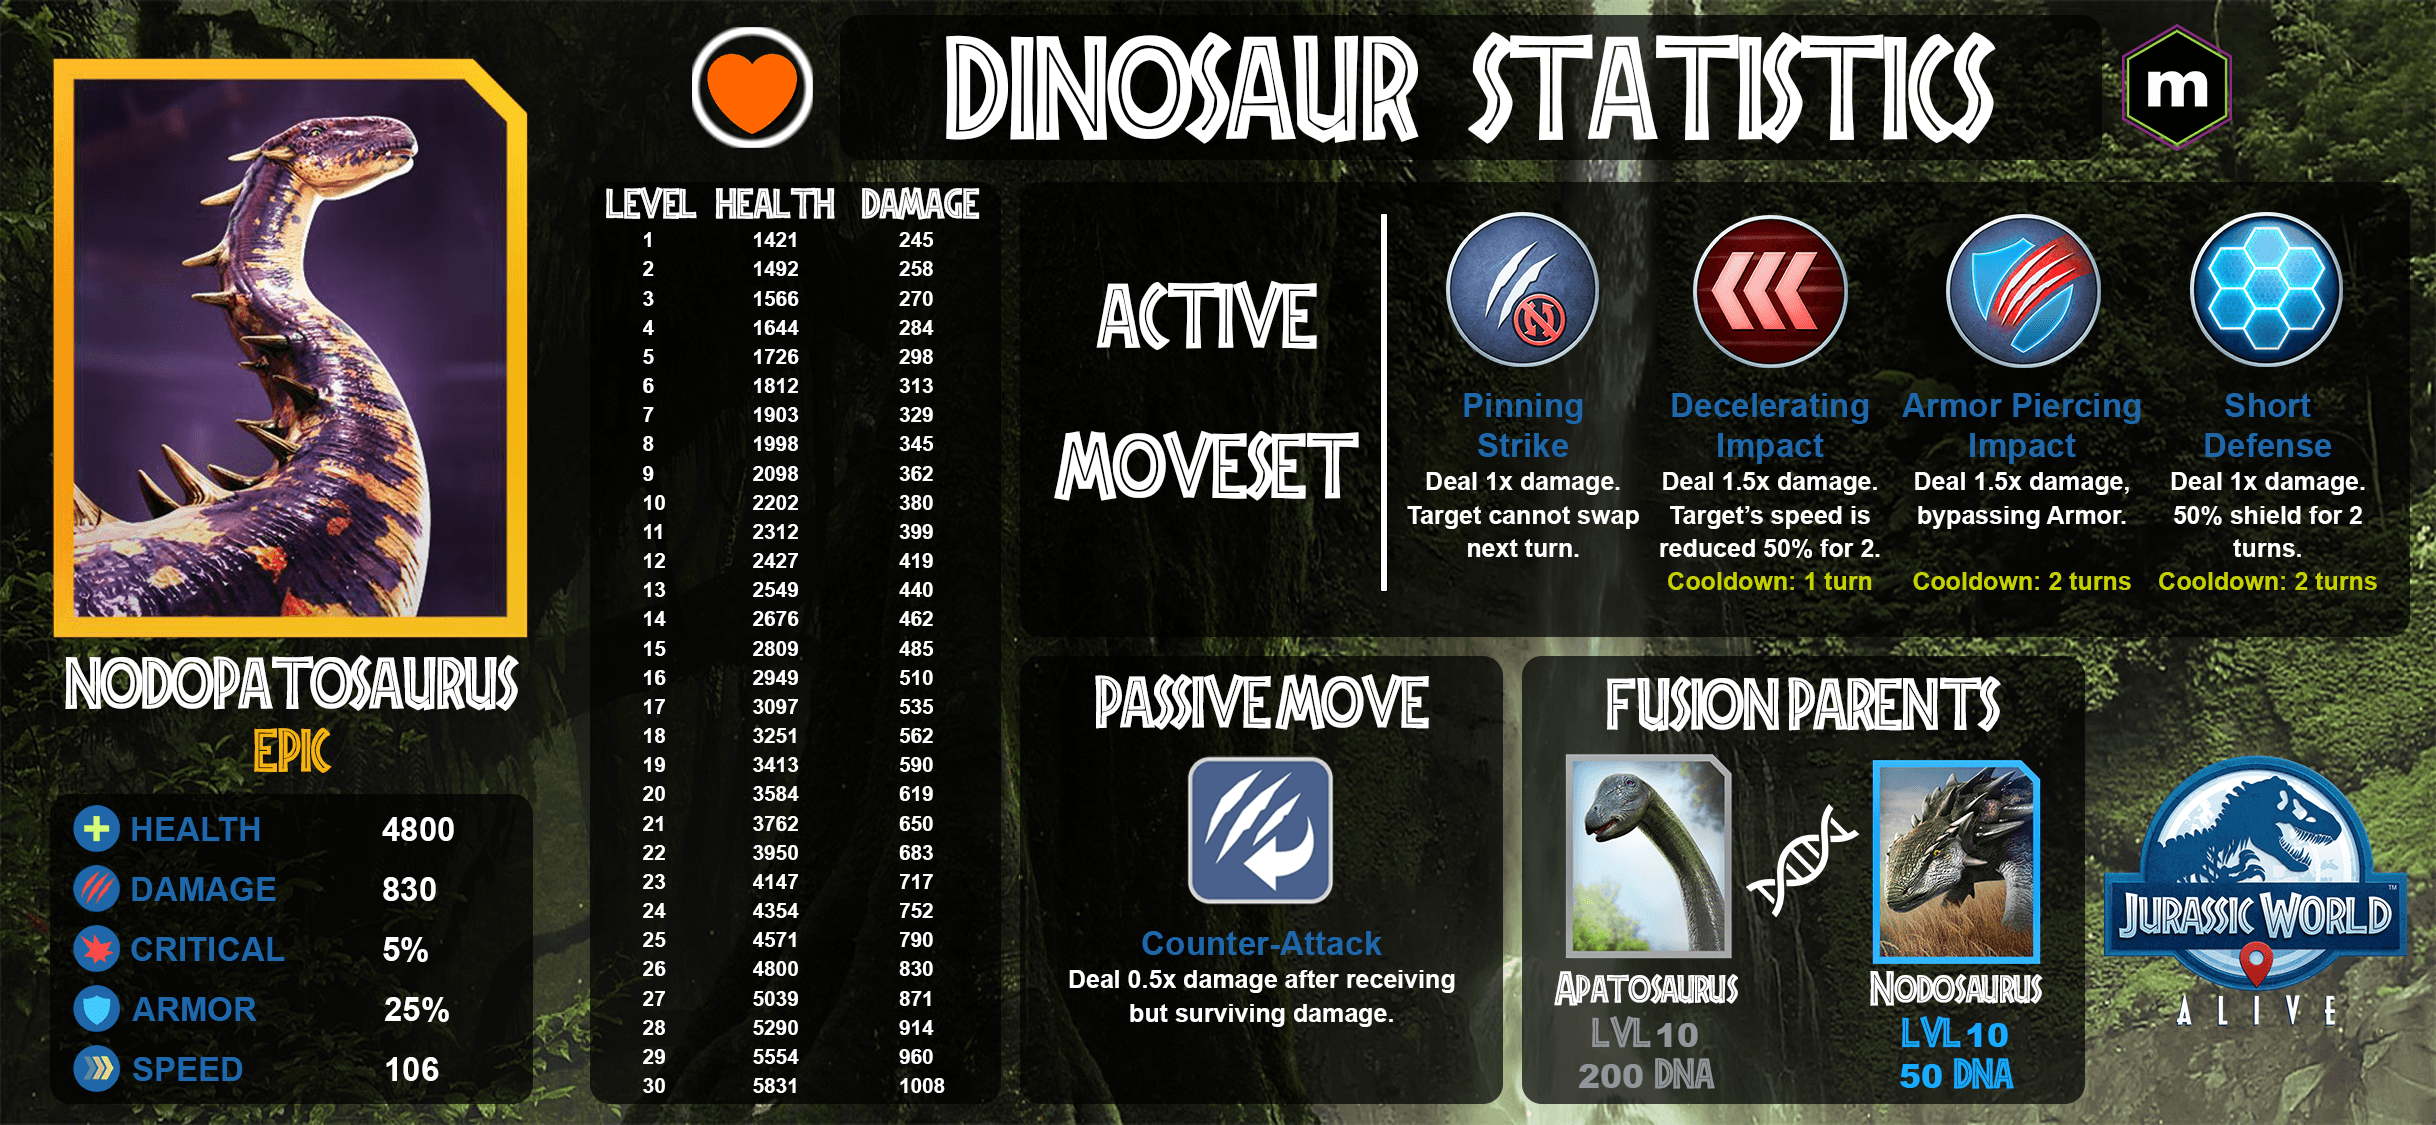 DINOSAUR STATISTICS
m
NODOPATOSAURUS
EPIC
HEALTH 4800
DAMAGE 830
CRITICAL 5%
ARMOR 25%
SPEED 106
LEVEL HEALTH DAMAGE
1 1421 245
2 1492 258
3 1566 270
4 1644 284
5 1726 298
6 1812 313
7 1903 329
8 1998 345
9 2098 362
10 2202 380
11 2312 399
12 2427 419
13 2549 440
14 2676 462
15 2809 485
16 2949 510
17 3097 535
18 3251 562
19 3413 590
20 3584 619
21 3762 650
22 3950 683
23 4147 717
24 4354 752
25 4571 790
26 4800 830
27 5039 871
28 5290 914
29 5554 960
30 5831 1008
ACTIVE
MOVESET
Pinning
Strike
Deal 1x damage.
Target cannot swap
next turn.
Decelerating
Impact
Deal 1.5x damage.
Target's speed is
reduced 50% for 2.
Cooldown: 1 turn
Armor Piercing
Impact
Deal 1.5x damage,
bypassing Armor.
Cooldown: 2 turns
Short
Defense
Deal 1x damage.
50% shield for 2
turns.
Cooldown: 2 turns
PASSIVE MOVE
Counter-Attack
Deal 0.5x damage after receiving
but surviving damage.
FUSION PARENTS
APATOSAURUS
LVL 10
200 DNA
NODOSAURUS
LVL 10
50 DNA
JURASSIC WORLD™
ALIVE